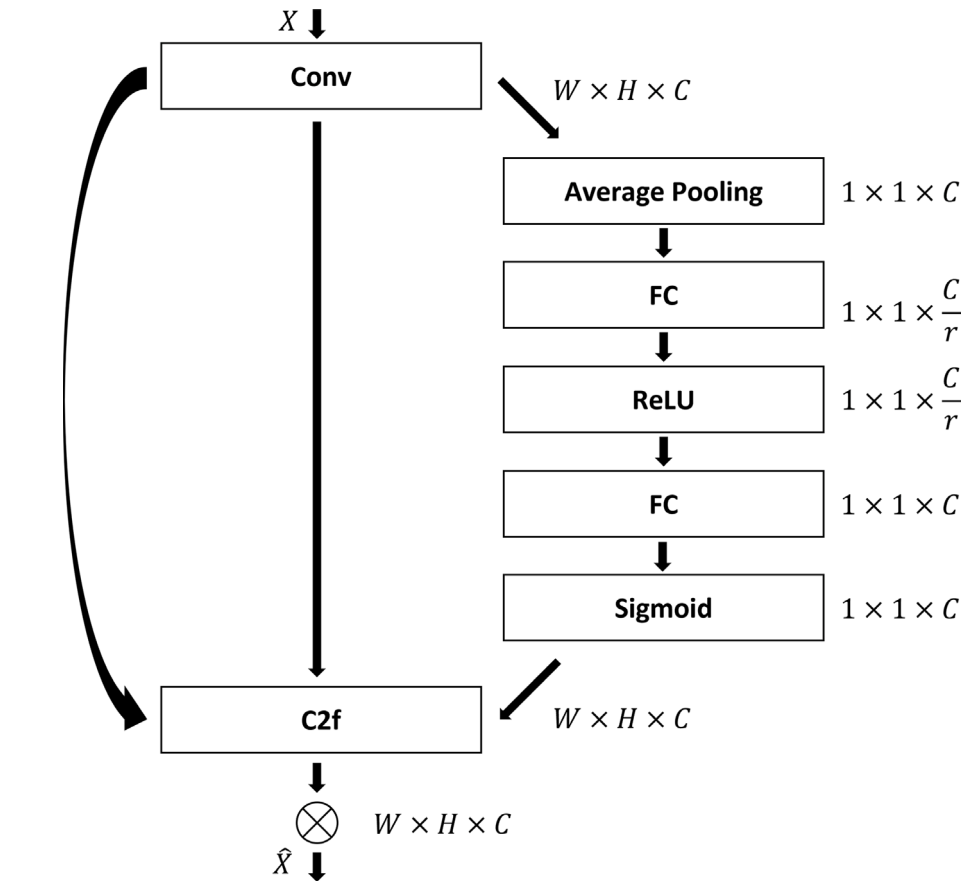 X
Conv
W × H × C
Average Pooling
1 × 1 × C
FC
1 × 1 × C/r
ReLU
1 × 1 × C/r
FC
1 × 1 × C
Sigmoid
1 × 1 × C
C2f
W × H × C
W × H × C
X̂